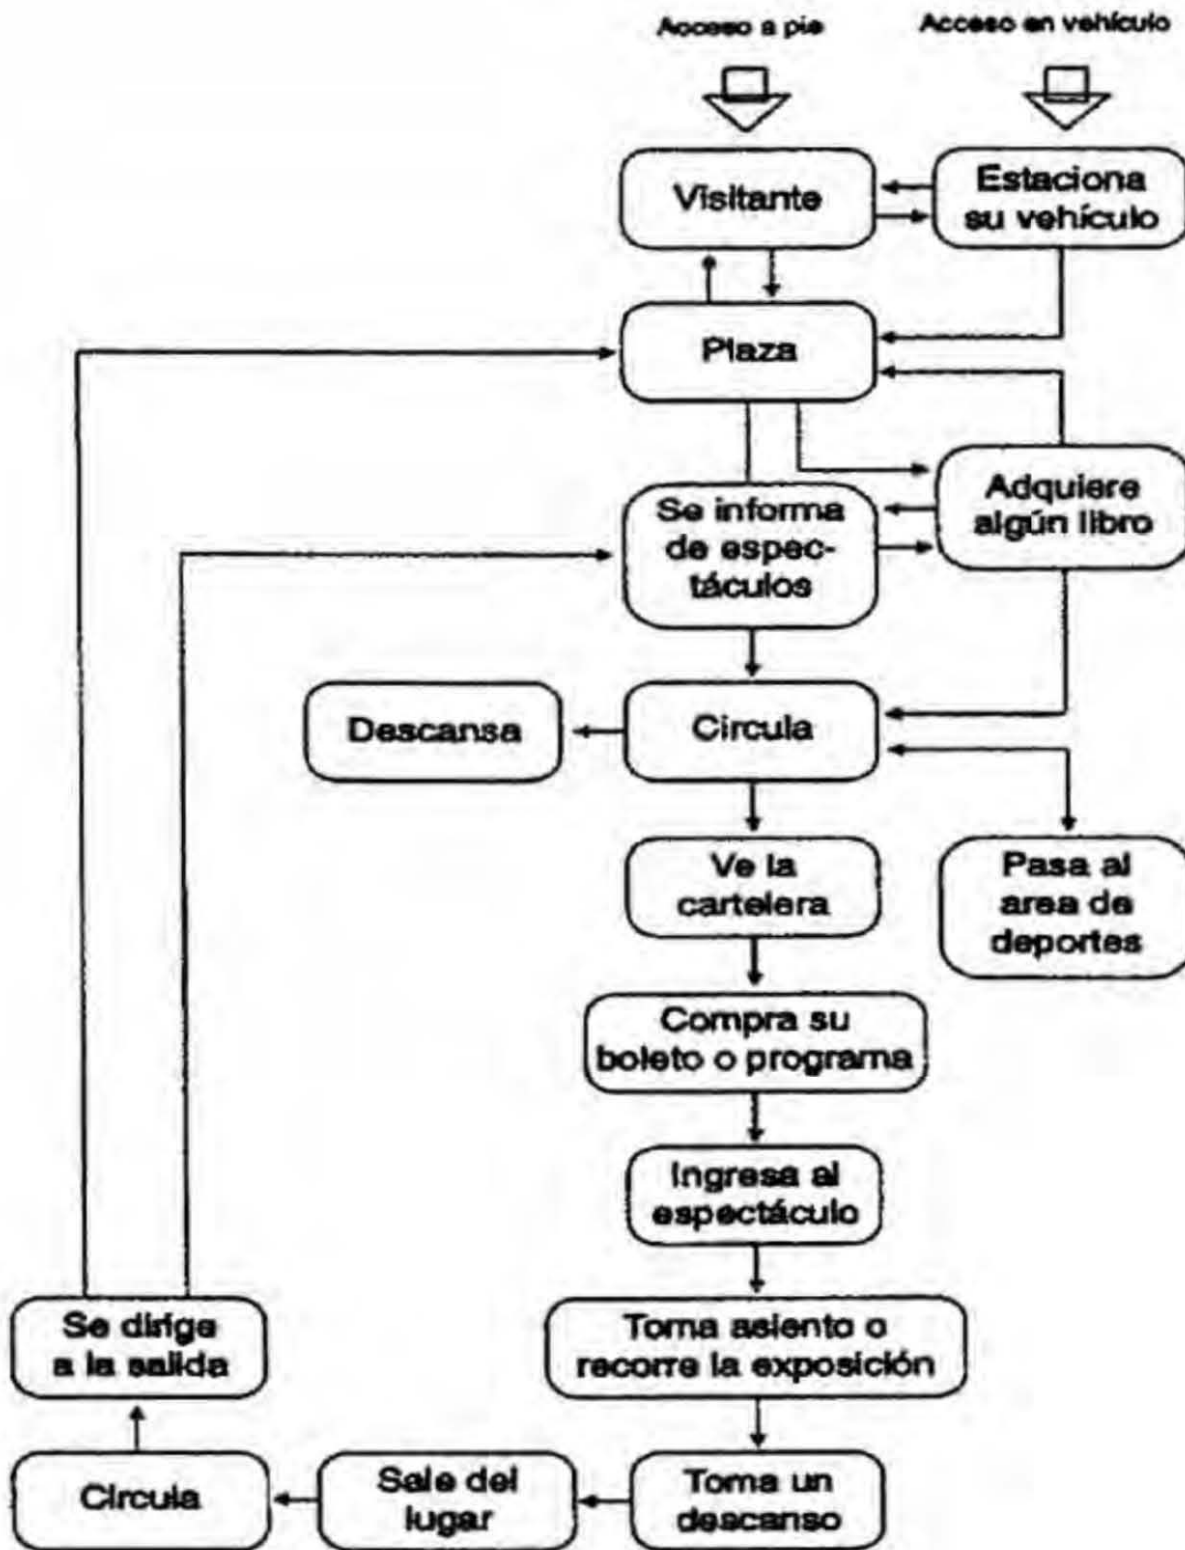 Acceso a pie
Acceso en vehículo
Visitante
Estaciona
su vehículo
Plaza
Adquiere
algún libro
Se informa
de espec-
táculos
Descansa
Circula
Ve la
cartelera
Pasa al
area de
deportes
Compra su
boleto o programa
Ingresa al
espectáculo
Se dirige
a la salida
Toma asiento o
recorre la exposición
Circula
Sale del
lugar
Toma un
descanso